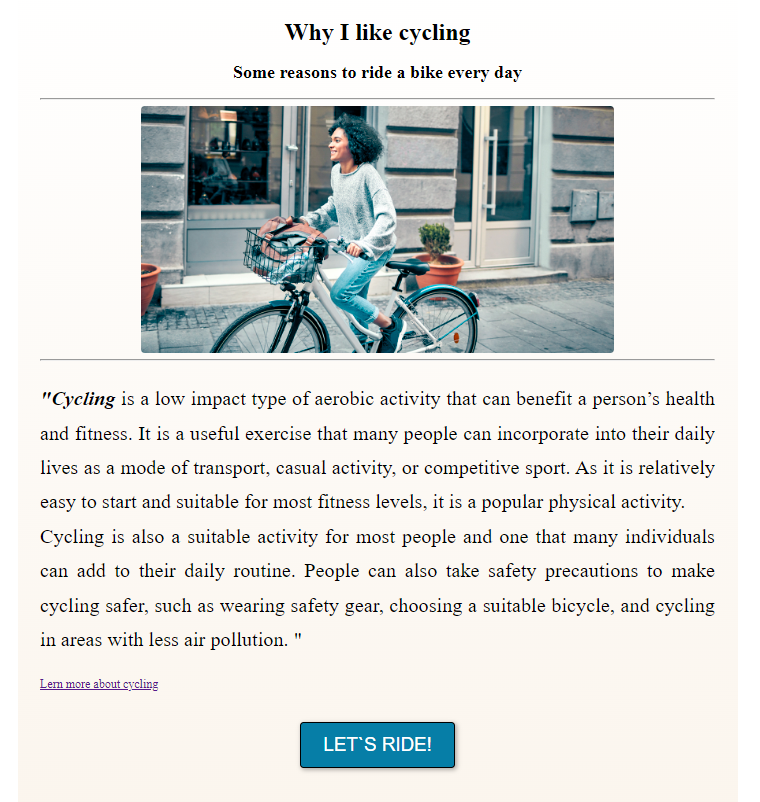 Why I like cycling
Some reasons to ride a bike every day
"Cycling is a low impact type of aerobic activity that can benefit a person’s health
and fitness. It is a useful exercise that many people can incorporate into their daily
lives as a mode of transport, casual activity, or competitive sport. As it is relatively
easy to start and suitable for most fitness levels, it is a popular physical activity.
Cycling is also a suitable activity for most people and one that many individuals
can add to their daily routine. People can also take safety precautions to make
cycling safer, such as wearing safety gear, choosing a suitable bicycle, and cycling
in areas with less air pollution. "
Lern more about cycling
LET`S RIDE!